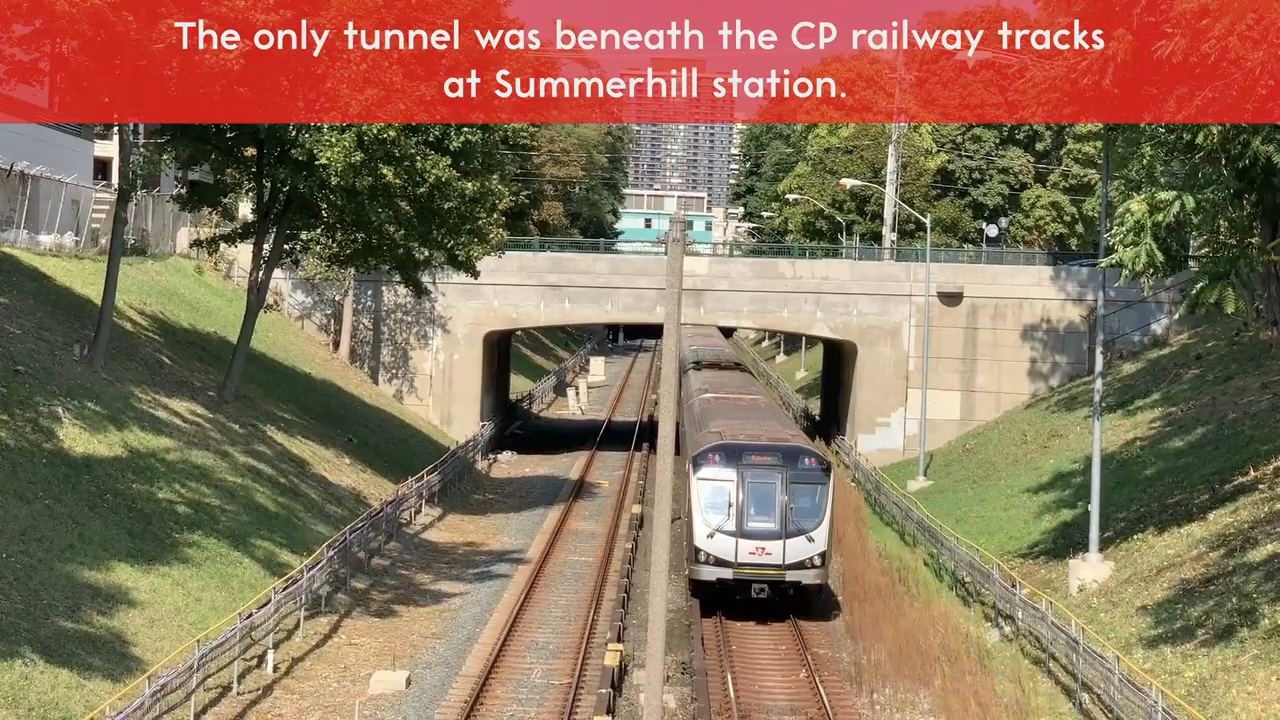 The only tunnel was beneath the CP railway tracks
at Summerhill station.